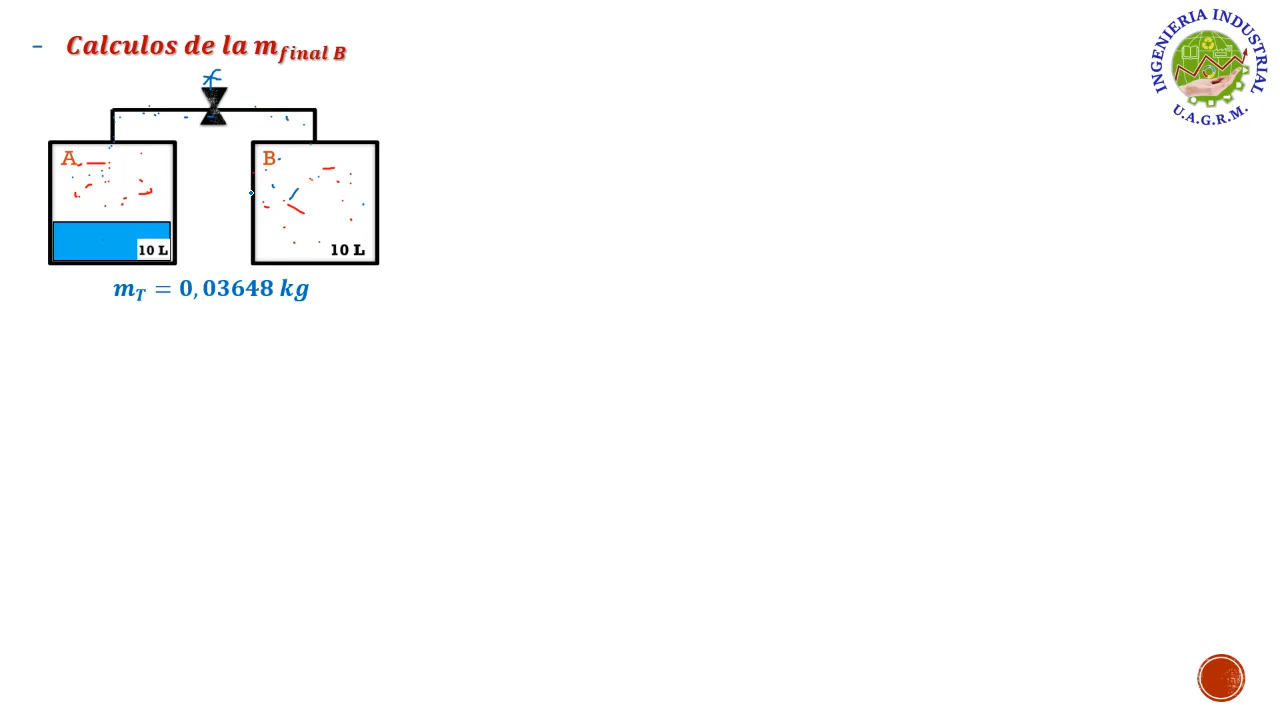 - Calculos de la m_final B
A
B
10 L
10 L
m_T = 0,03648 kg
INGENIERIA INDUSTRIAL
U.A.G.R.M.